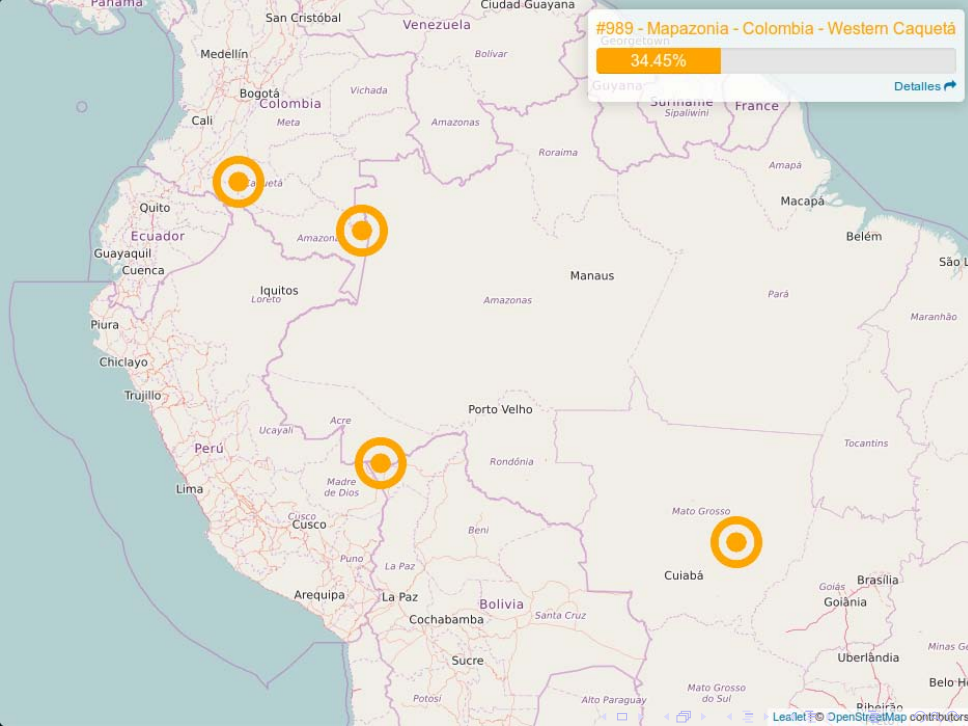 Panamá
San Cristóbal
Ciudad Guayana
Venezuela
#989 - Mapazonia - Colombia - Western Caquetá
Georgetown
Medellín
Bolívar
34.45%
Guyana
Detalles
Vichada
Bogotá
Colombia
Suriname
France
Sipaliwini
Cali
Meta
Amazonas
Roraima
Amapá
Caquetá
Macapá
Quito
Ecuador
Amazonas
Belém
Guayaquil
Cuenca
São L
Manaus
Iquitos
Loreto
Amazonas
Pará
Maranhão
Piura
Chiclayo
Trujillo
Porto Velho
Acre
Ucayali
Perú
Tocantins
Rondônia
Lima
Madre
de Dios
Mato Grosso
Cusco
Cusco
Beni
Puno
La Paz
Cuiabá
Goiás
Brasília
Arequipa
La Paz
Bolivia
Goiânia
Cochabamba
Santa Cruz
Sucre
Uberlândia
Minas Ge
Belo Ho
Potosí
Alto Paraguay
Mato Grosso
do Sul
Ribeirão
Leaflet | © OpenStreetMap contributors